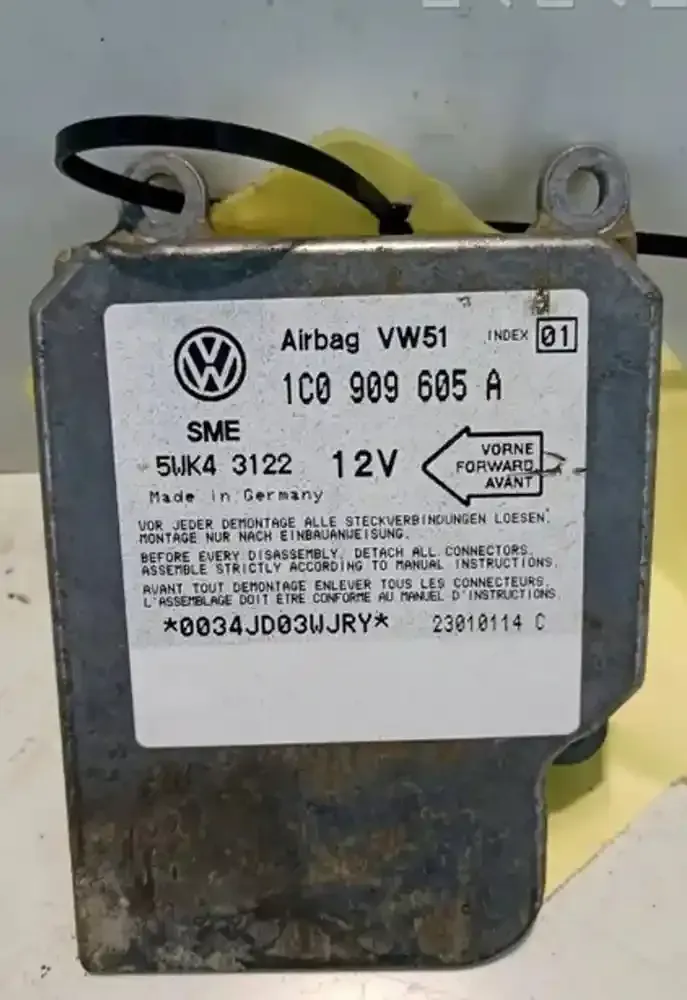 Airbag VW51 INDEX 01
1C0 909 605 A
SME
5WK4 3122 12V
VORNE
FORWARD
AVANT
Made in Germany
VOR JEDER DEMONTAGE ALLE STECKVERBINDUNGEN LOESEN.
MONTAGE NUR NACH EINBAUANWEISUNG.
BEFORE EVERY DISASSEMBLY, DETACH ALL CONNECTORS.
ASSEMBLE STRICTLY ACCORDING TO MANUAL INSTRUCTIONS.
AVANT TOUT DEMONTAGE ENLEVER TOUS LES CONNECTEURS.
L'ASSEMBLAGE DOIT ÊTRE CONFORME AU MANUEL D'INSTRUCTIONS
*0034JD03WJRY* 23010114 C